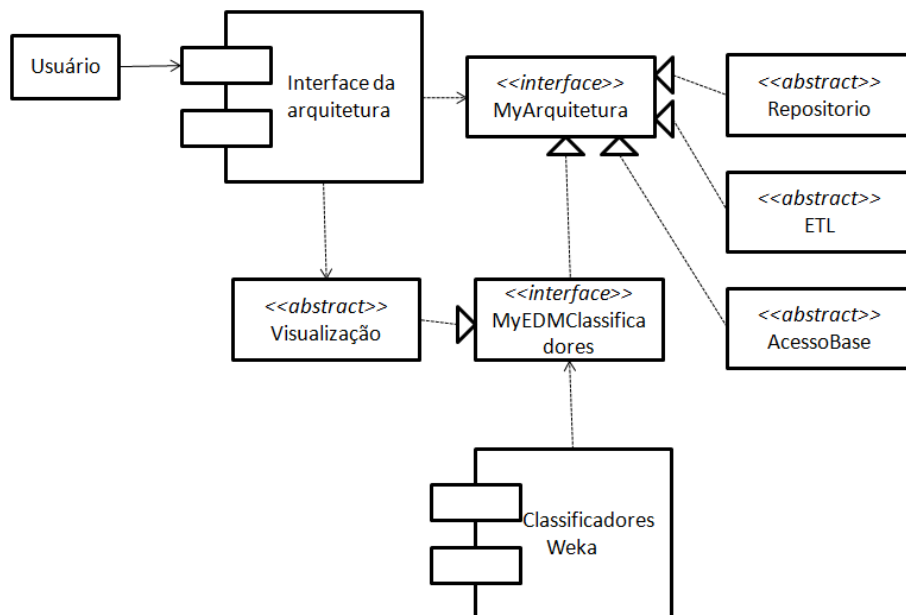 Usuário
Interface da
arquitetura
<<interface>>
MyArquitetura
<<abstract>>
Repositorio
<<abstract>>
ETL
<<abstract>>
Visualização
<<interface>>
MyEDMClassifica
dores
<<abstract>>
AcessoBase
Classificadores
Weka